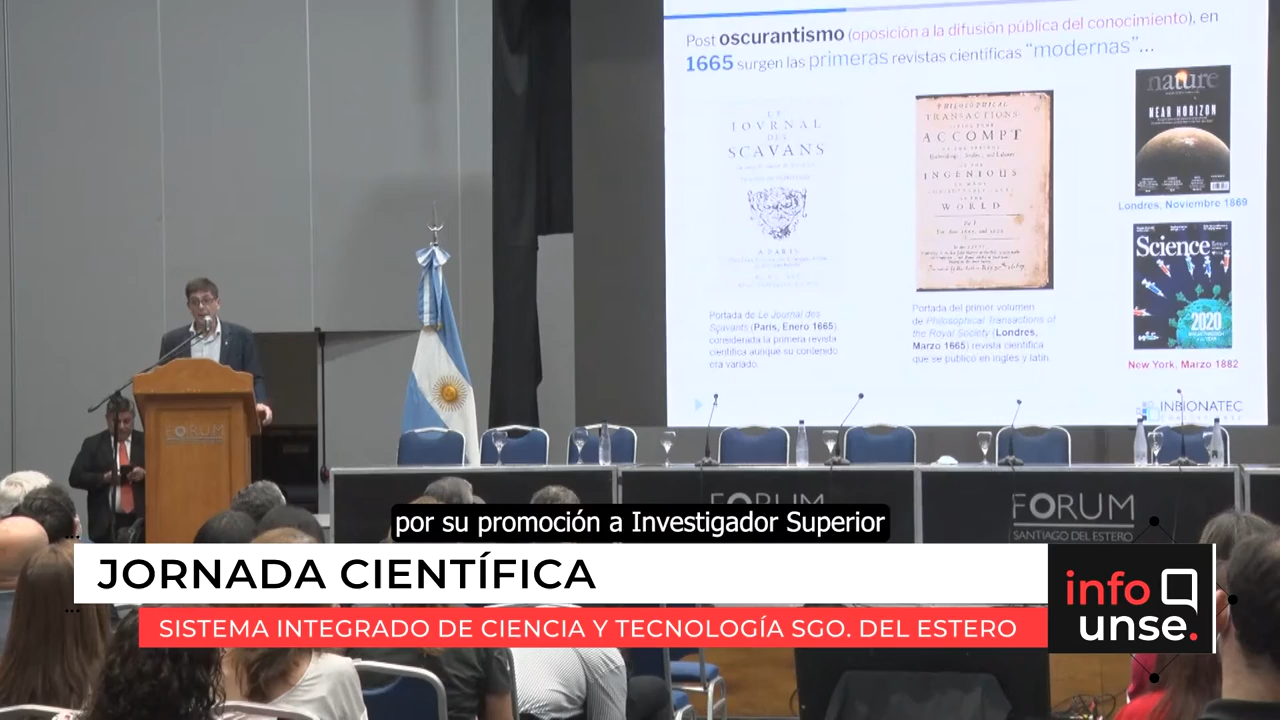 Post oscurantismo (oposición a la difusión pública del conocimiento), en
1665 surgen las primeras revistas científicas “modernas”...
LE
IOVRNAL
DES
SCAVANS
A PARIS
PHILOSOPHICAL
TRANSACTIONS
ACCOMPT
OF THE
INGENIOUS
WORLD
nature
NEAR HORIZON
Londres, Noviembre 1869
Science
2020
New York, Marzo 1882
Portada de Le Journal des
Sçavants (Paris, Enero 1665)
considerada la primera revista
científica aunque su contenido
era variado.
Portada del primer volumen
de Philosophical Transactions of
the Royal Society (Londres,
Marzo 1665) revista científica
que se publicó en inglés y latín.
INBIONATEC
FORUM
FORUM
FORUM
SANTIAGO DEL ESTERO
por su promoción a Investigador Superior
JORNADA CIENTÍFICA
SISTEMA INTEGRADO DE CIENCIA Y TECNOLOGÍA SGO. DEL ESTERO
info
unse.